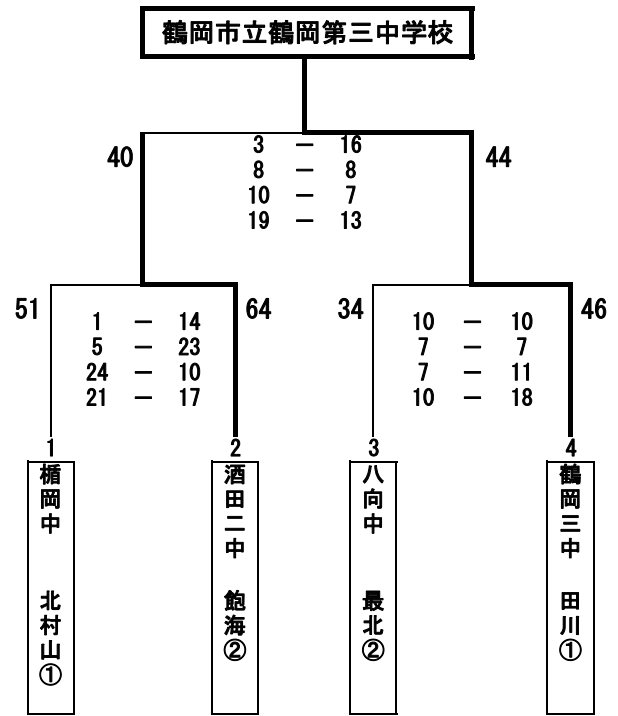 鶴岡市立鶴岡第三中学校
40
3 － 16
8 － 8
10 － 7
19 － 13
44
51
1 － 14
5 － 23
24 － 10
21 － 17
64
34
10 － 10
7 － 7
7 － 11
10 － 18
46
1
楯岡中 北村山①
2
酒田二中 飽海②
3
八向中 最北②
4
鶴岡三中 田川①